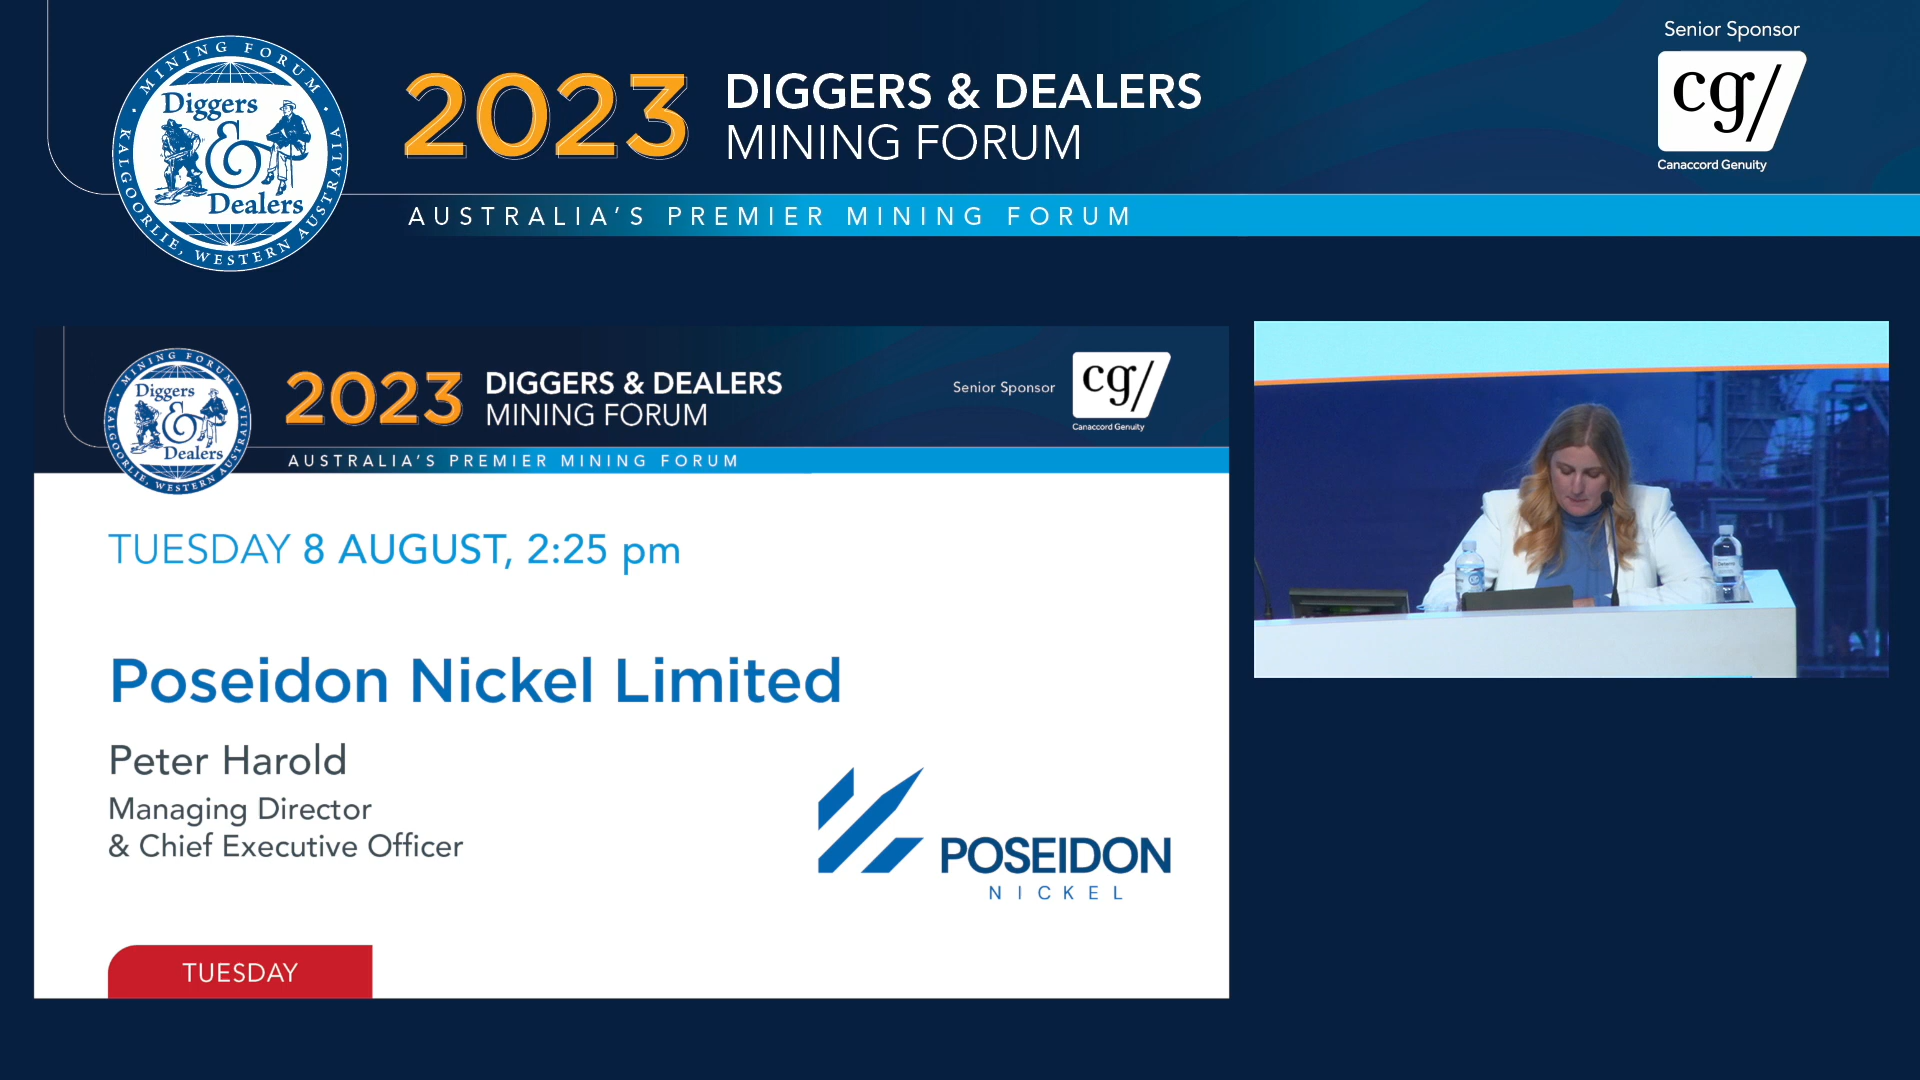 MINING FORUM
Diggers
&
Dealers
KALGOORLIE, WESTERN AUSTRALIA
2023 DIGGERS & DEALERS
MINING FORUM
AUSTRALIA'S PREMIER MINING FORUM
Senior Sponsor
cg/
Canaccord Genuity
MINING FORUM
Diggers
&
Dealers
KALGOORLIE, WESTERN AUSTRALIA
2023 DIGGERS & DEALERS
MINING FORUM
AUSTRALIA'S PREMIER MINING FORUM
Senior Sponsor
cg/
Canaccord Genuity
TUESDAY 8 AUGUST, 2:25 pm
Poseidon Nickel Limited
Peter Harold
Managing Director
& Chief Executive Officer
POSEIDON
NICKEL
TUESDAY